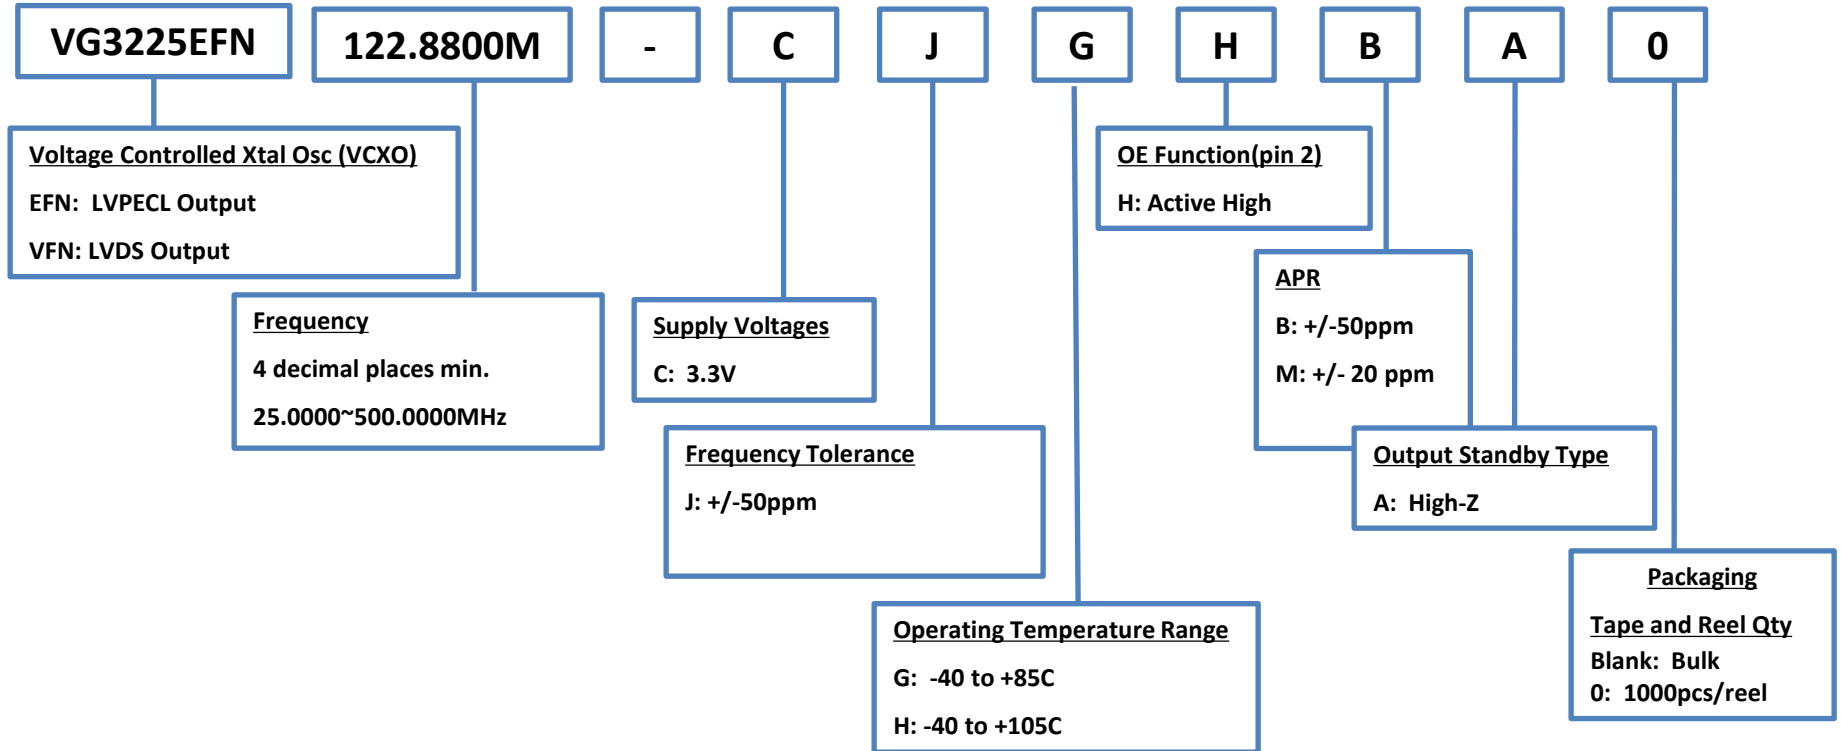 VG3225EFN 122.8800M - C J G H B A 0
Voltage Controlled Xtal Osc (VCXO)
EFN: LVPECL Output
VFN: LVDS Output
OE Function(pin 2)
H: Active High
Frequency
4 decimal places min.
25.0000~500.0000MHz
Supply Voltages
C: 3.3V
APR
B: +/-50ppm
M: +/- 20 ppm
Frequency Tolerance
J: +/-50ppm
Output Standby Type
A: High-Z
Operating Temperature Range
G: -40 to +85C
H: -40 to +105C
Packaging
Tape and Reel Qty
Blank: Bulk
0: 1000pcs/reel